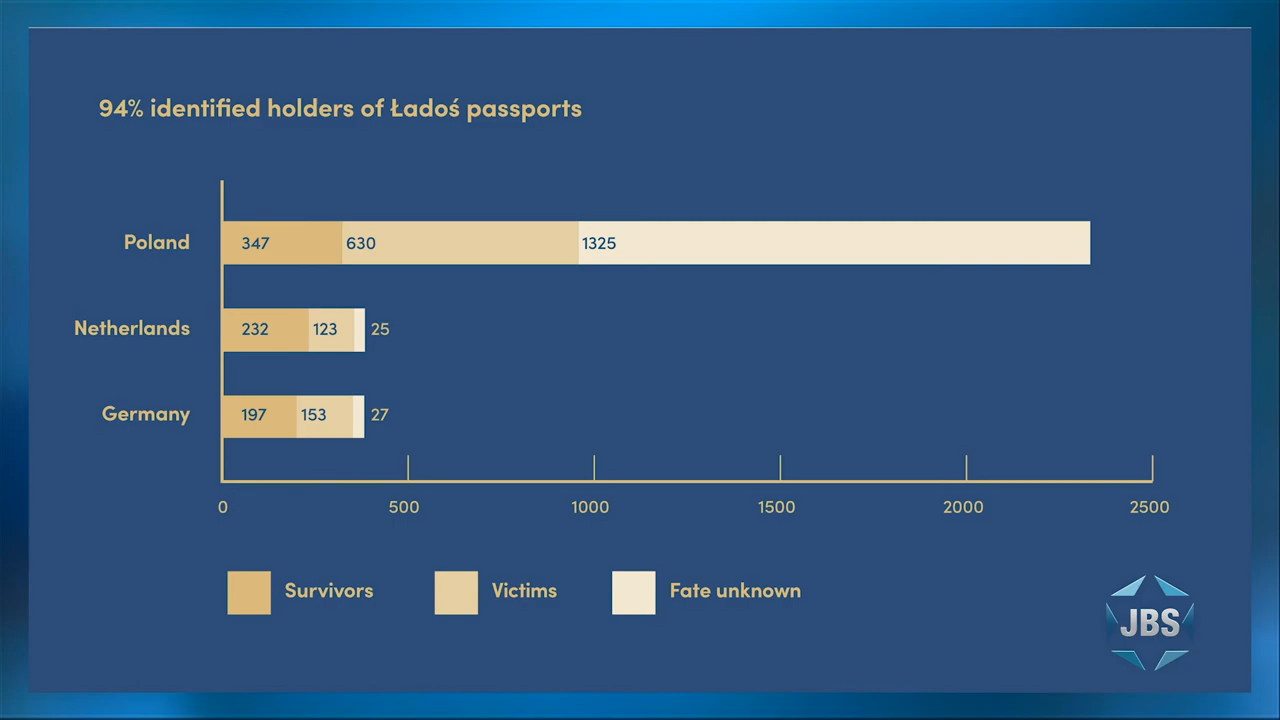 94% identified holders of Ładoś passports
Poland 347 630 1325
Netherlands 232 123 25
Germany 197 153 27
0 500 1000 1500 2000 2500
Survivors Victims Fate unknown
JBS